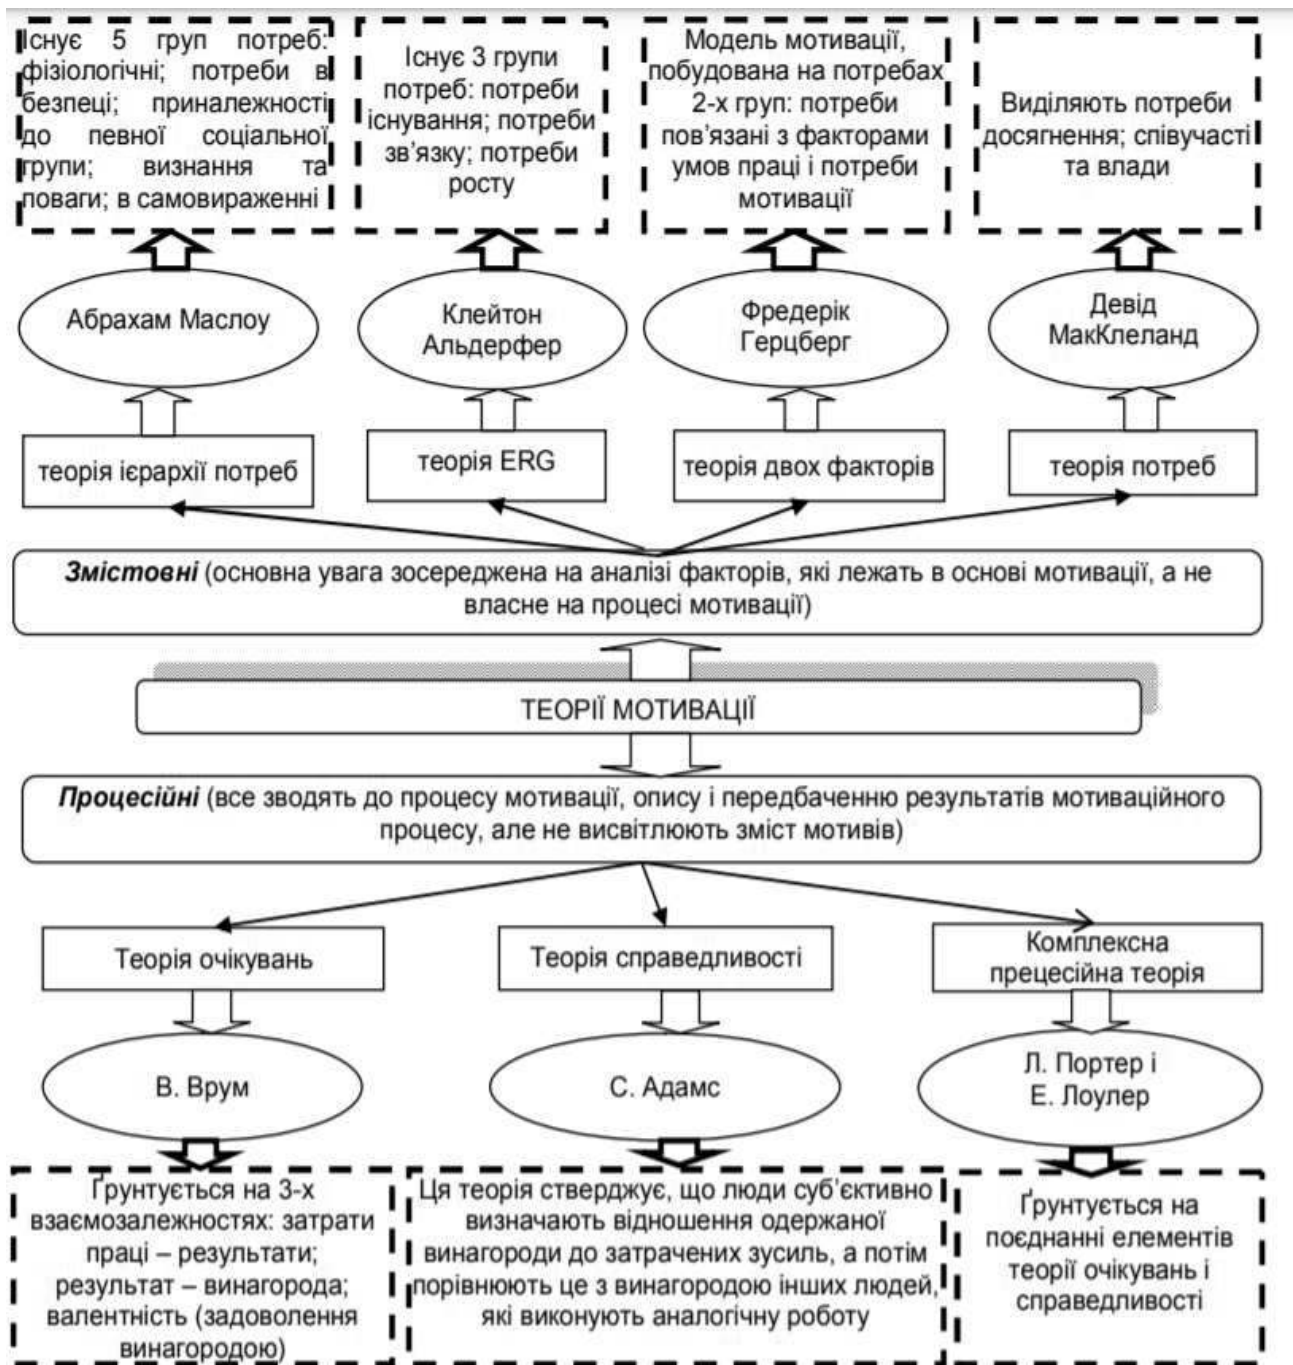 Існує 5 груп потреб:
фізіологічні; потреби в
безпеці; приналежності
до певної соціальної
групи; визнання та
поваги; в самовираженні
Існує 3 групи
потреб: потреби
існування; потреби
зв’язку; потреби
росту
Модель мотивації,
побудована на потребах
2-х груп: потреби
пов’язані з факторами
умов праці і потреби
мотивації
Виділяють потреби
досягнення; співучасті
та влади
Абрахам Маслоу
Клейтон
Альдерфер
Фредерік
Герцберг
Девід
МакКлеланд
теорія ієрархії потреб
теорія ERG
теорія двох факторів
теорія потреб
Змістовні (основна увага зосереджена на аналізі факторів, які лежать в основі мотивації, а не
власне на процесі мотивації)
ТЕОРІЇ МОТИВАЦІЇ
Процесійні (все зводять до процесу мотивації, опису і передбаченню результатів мотиваційного
процесу, але не висвітлюють зміст мотивів)
Теорія очікувань
Теорія справедливості
Комплексна
прецесійна теорія
В. Врум
С. Адамс
Л. Портер і
Е. Лоулер
Ґрунтується на 3-х
взаємозалежностях: затрати
праці – результати;
результат – винагорода;
валентність (задоволення
винагородою)
Ця теорія стверджує, що люди суб’єктивно
визначають відношення одержаної
винагороди до затрачених зусиль, а потім
порівнюють це з винагородою інших людей,
які виконують аналогічну роботу
Ґрунтується на
поєднанні елементів
теорії очікувань і
справедливості